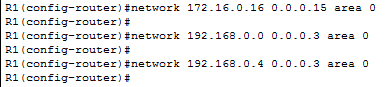 R1(config-router)#network 172.16.0.16 0.0.0.15 area 0
R1(config-router)#
R1(config-router)#network 192.168.0.0 0.0.0.3 area 0
R1(config-router)#
R1(config-router)#network 192.168.0.4 0.0.0.3 area 0
R1(config-router)#